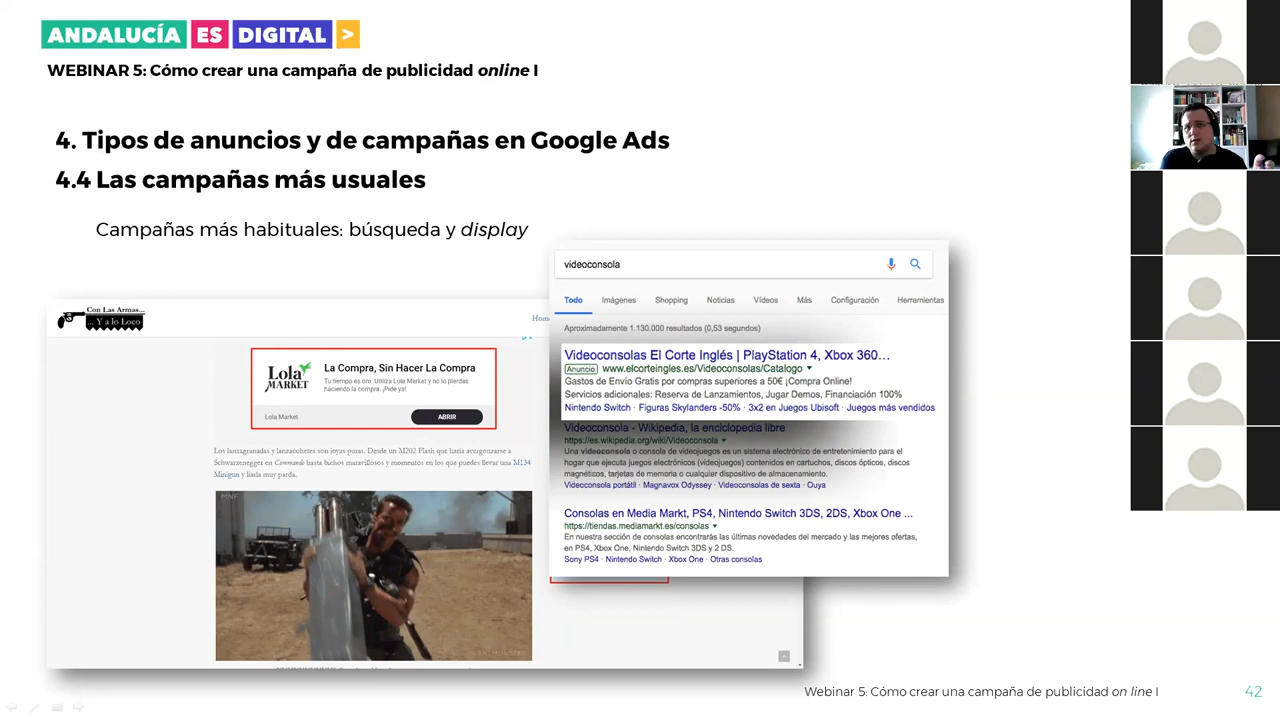 ANDALUCÍA ES DIGITAL >
WEBINAR 5: Cómo crear una campaña de publicidad online I
4. Tipos de anuncios y de campañas en Google Ads
4.4 Las campañas más usuales
Campañas más habituales: búsqueda y display
Con Las Armas...
... Y a lo Loco
Home
Lola MARKET
La Compra, Sin Hacer La Compra
Tu tiempo es oro. Utiliza Lola Market y no lo pierdas
haciendo la compra. ¡Pide ya!
Lola Market
ABRIR
Los lanzagranadas y lanzacohetes son joyas puras. Desde un M202 Flash que haría avergonzarse a
Schwarzenegger en Commando hasta bichos maravillosos y momentos en los que puedes llevar una M134
Minigun y liarla muy parda.
MNF
videoconsola
Todo Imágenes Shopping Noticias Vídeos Más Configuración Herramientas
Aproximadamente 1.130.000 resultados (0,53 segundos)
Videoconsolas El Corte Inglés | PlayStation 4, Xbox 360...
Anuncio www.elcorteingles.es/Videoconsolas/Catalogo
Gastos de Envío Gratis por compras superiores a 50€ ¡Compra Online!
Servicios adicionales: Reserva de Lanzamientos, Jugar Demos, Financiación 100%
Nintendo Switch · Figuras Skylanders -50% · 3x2 en Juegos Ubisoft · Juegos más vendidos
Videoconsola - Wikipedia, la enciclopedia libre
https://es.wikipedia.org/wiki/Videoconsola
Una videoconsola o consola de videojuegos es un sistema electrónico de entretenimiento para el
hogar que ejecuta juegos electrónicos (videojuegos) contenidos en cartuchos, discos ópticos, discos
magnéticos, tarjetas de memoria o cualquier dispositivo de almacenamiento.
Videoconsola portátil · Magnavox Odyssey · Videoconsolas de sexta · Ouya
Consolas en Media Markt, PS4, Nintendo Switch 3DS, 2DS, Xbox One ...
https://tiendas.mediamarkt.es/consolas
En nuestra sección de consolas encontrarás las últimas novedades del mercado y las mejores ofertas,
en PS4, Xbox One, Nintendo Switch 3DS y 2 DS.
Sony PS4 · Nintendo Switch · Xbox One · Otras consolas
Webinar 5: Cómo crear una campaña de publicidad on line I
42